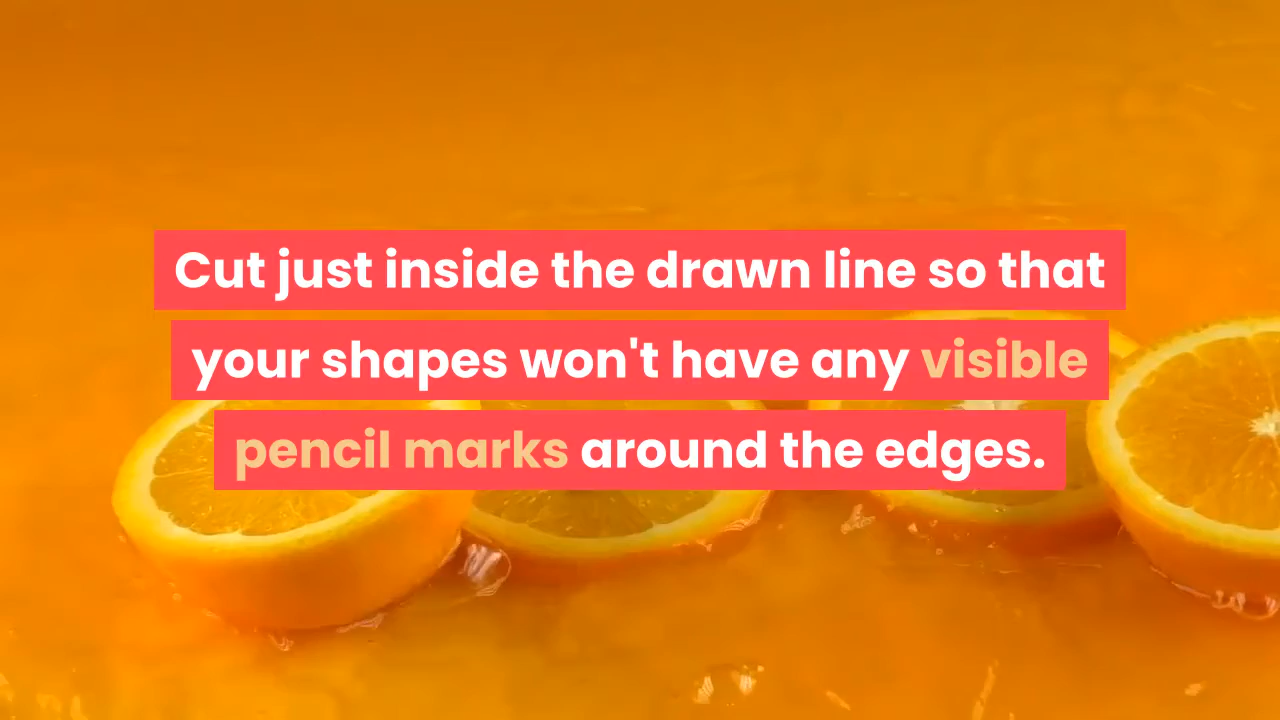 Cut just inside the drawn line so that
your shapes won't have any visible
pencil marks around the edges.